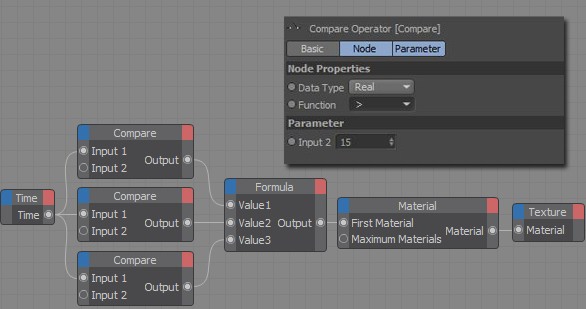 Compare Operator [Compare]
Basic Node Parameter
Node Properties
Data Type Real
Function >
Parameter
Input 2 15
Compare
Input 1
Input 2
Output
Time
Time
Compare
Input 1
Input 2
Output
Compare
Input 1
Input 2
Output
Formula
Value1
Value2 Output
Value3
Material
First Material
Maximum Materials
Material
Texture
Material